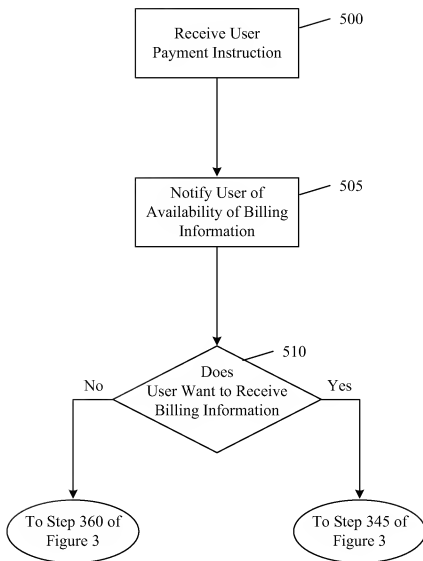 500
Receive User
Payment Instruction
505
Notify User of
Availability of Billing
Information
510
Does
User Want to Receive
Billing Information
No
Yes
To Step 360 of
Figure 3
To Step 345 of
Figure 3